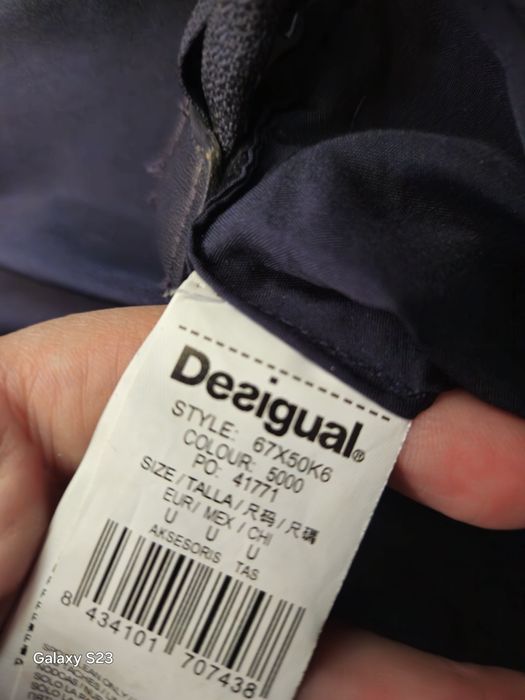 Desigual®
STYLE: 67X50K6
COLOUR: 5000
PO: 41771
SIZE / TALLA / 尺码 / 尺碼
EUR/ MEX / CHI
U U U
AKSESORIS TAS
8 434101 707438
Galaxy S23